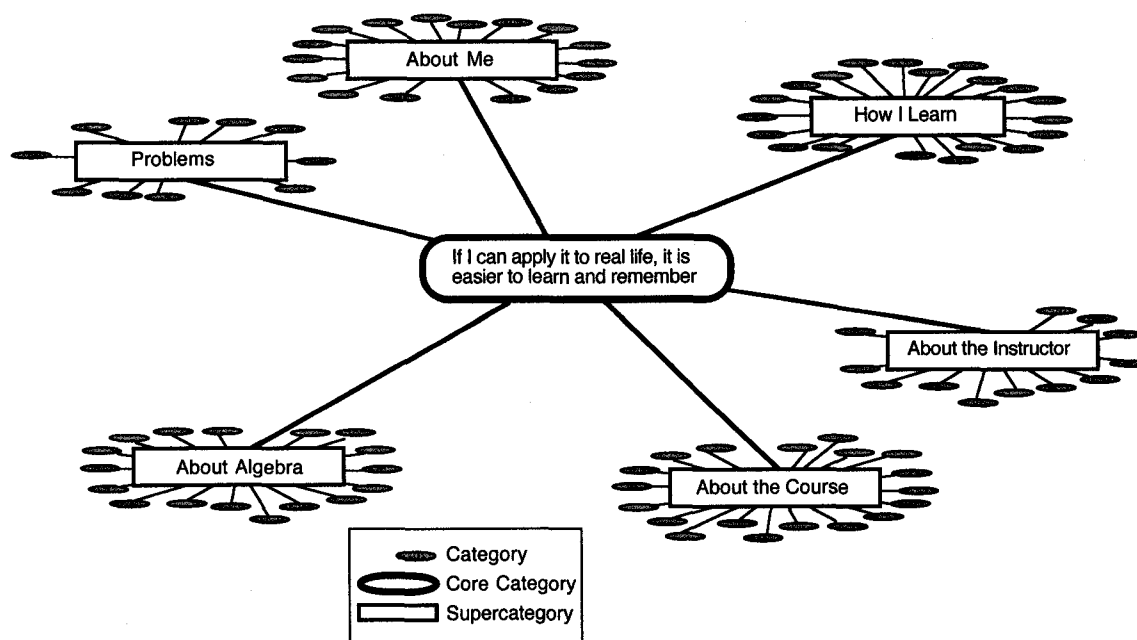 About Me
How I Learn
Problems
If I can apply it to real life, it is
easier to learn and remember
About the Instructor
About Algebra
About the Course
Category
Core Category
Supercategory